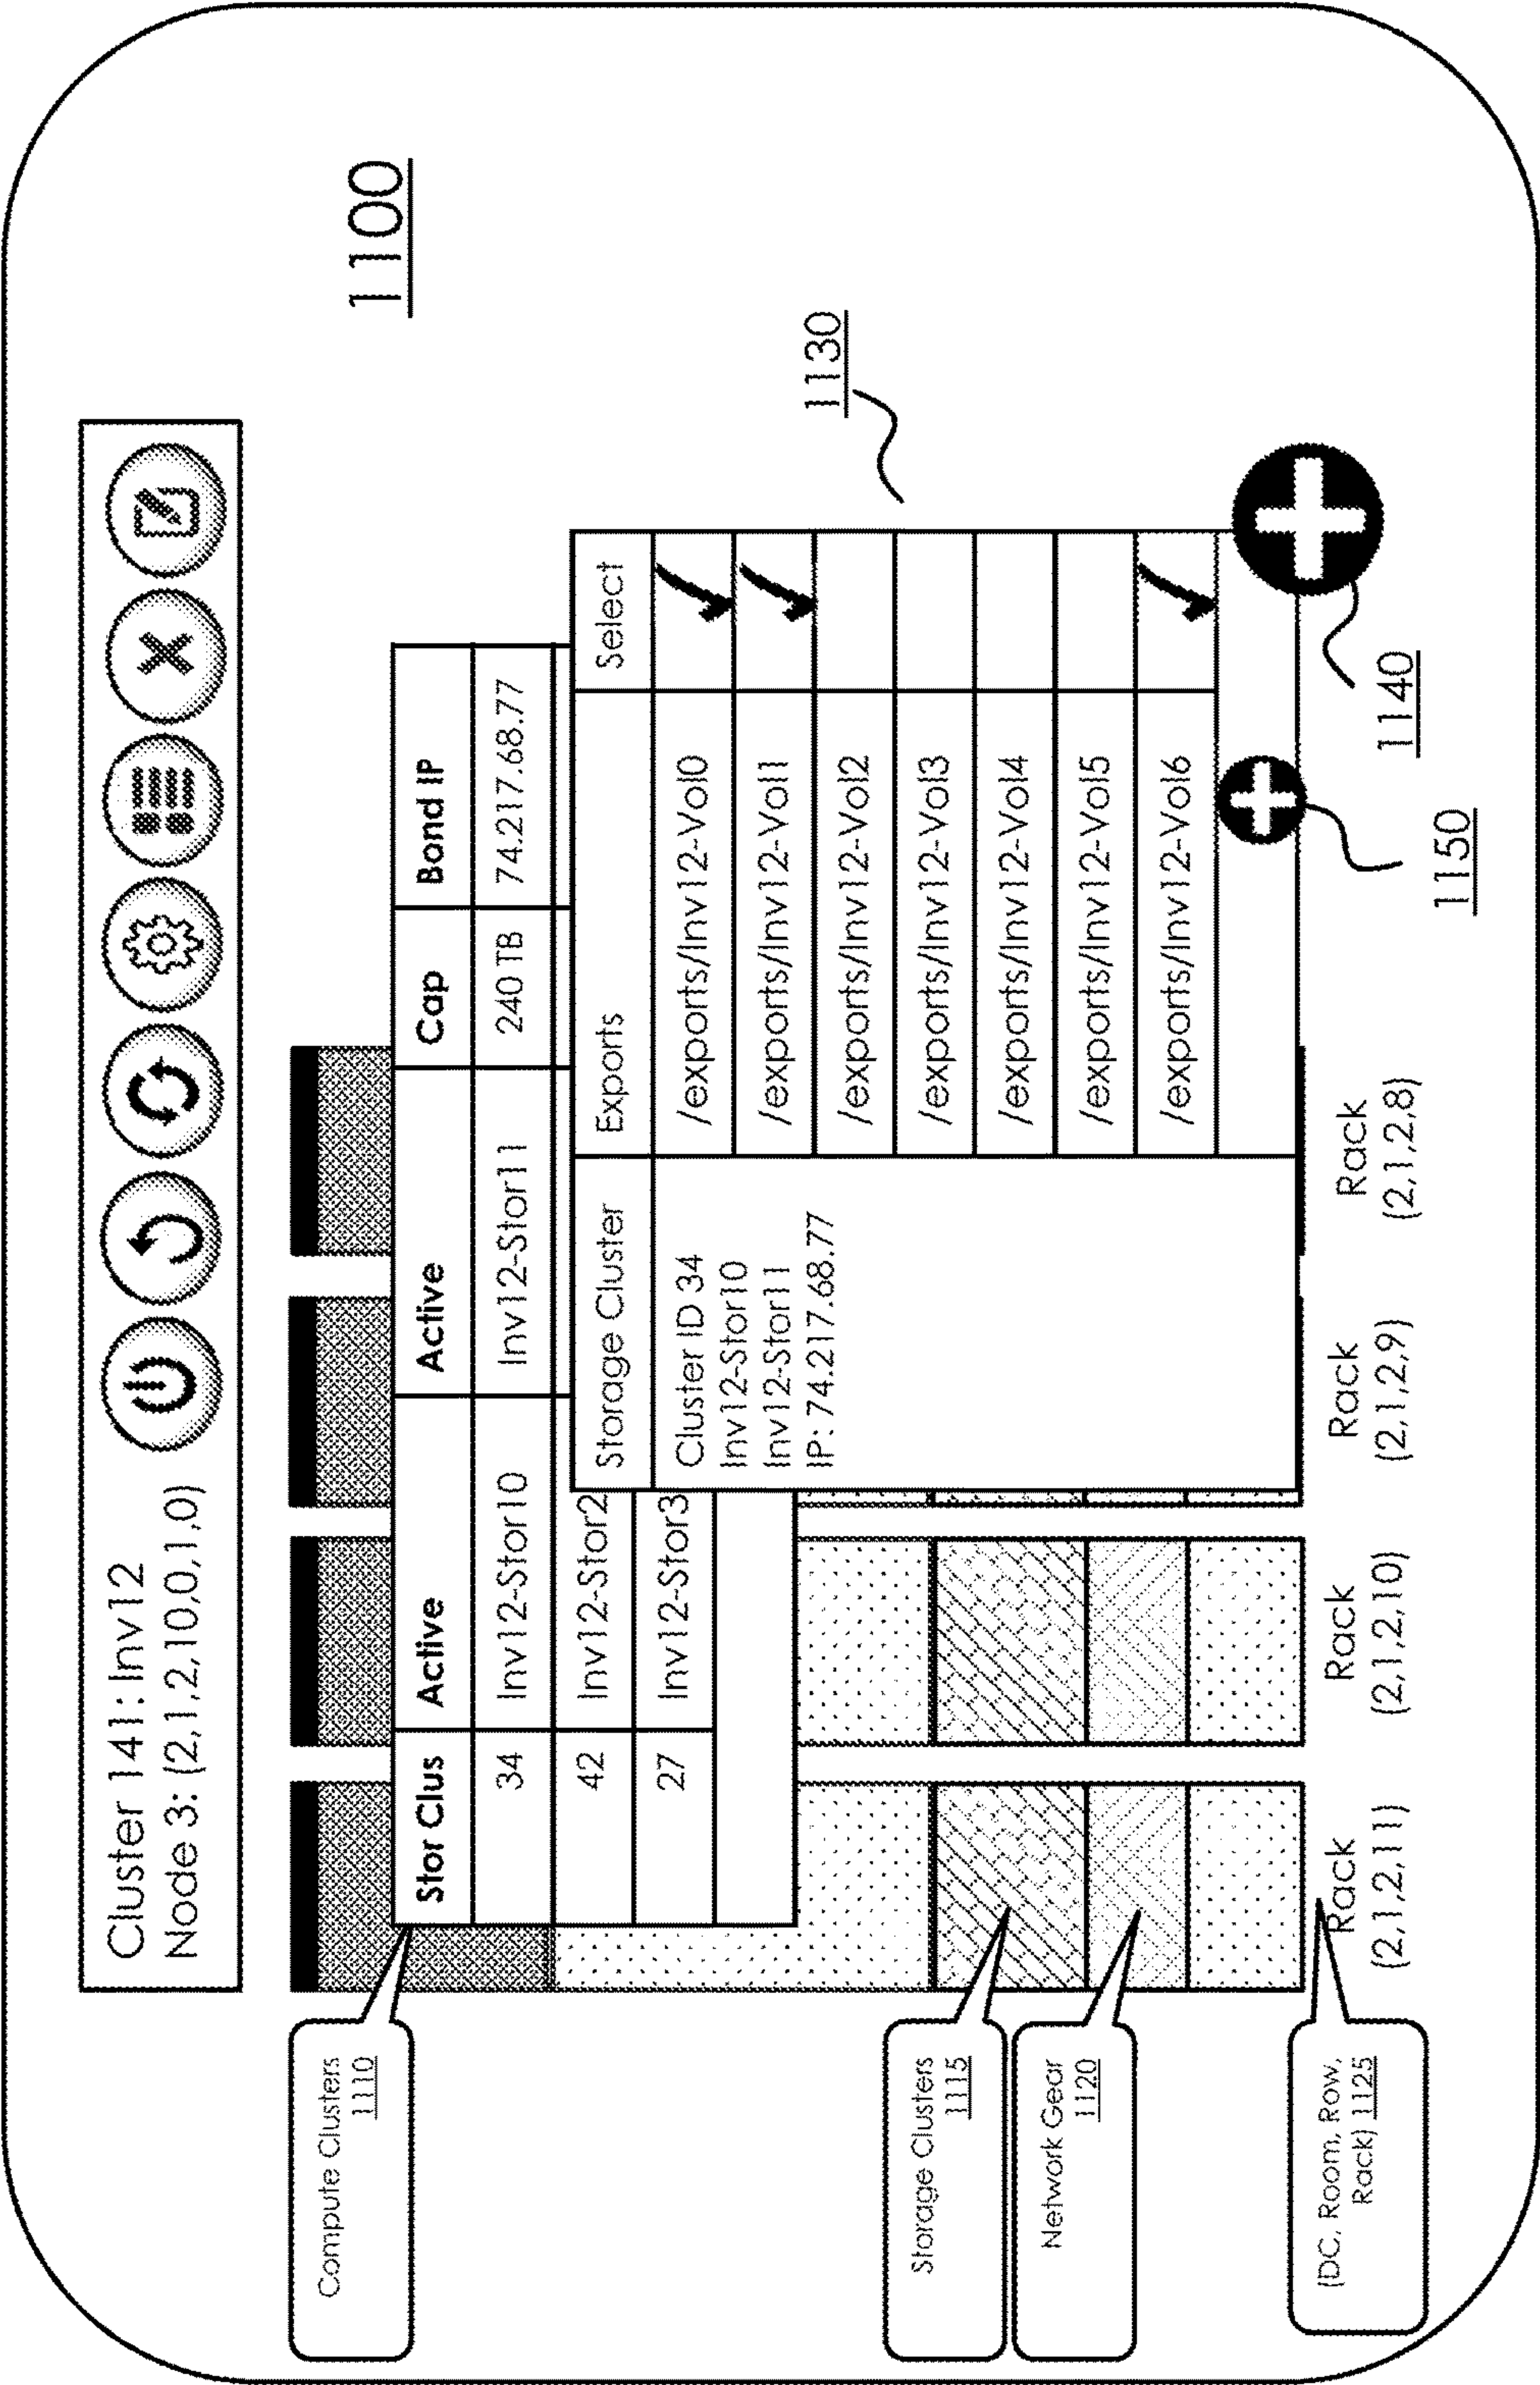 Cluster 141: Inv12
Node 3: (2,1,2,10,0,1,0)
1100
Compute Clusters
1110
Stor Clus Active Active Cap Bond IP
34 Inv12-Stor10 Inv12-Stor11 240 TB 74.217.68.77
42 Inv12-Stor2
27 Inv12-Stor3
Storage Cluster Exports Select
Cluster ID 34
Inv12-Stor10
Inv12-Stor11
IP: 74.217.68.77
/exports/Inv12-Vol0
/exports/Inv12-Vol1
/exports/Inv12-Vol2
/exports/Inv12-Vol3
/exports/Inv12-Vol4
/exports/Inv12-Vol5
/exports/Inv12-Vol6
1130
Storage Clusters
1115
Network Gear
1120
(DC, Room, Row,
Rack) 1125
Rack
(2,1,2,11)
Rack
(2,1,2,10)
Rack
(2,1,2,9)
Rack
(2,1,2,8)
1140
1150